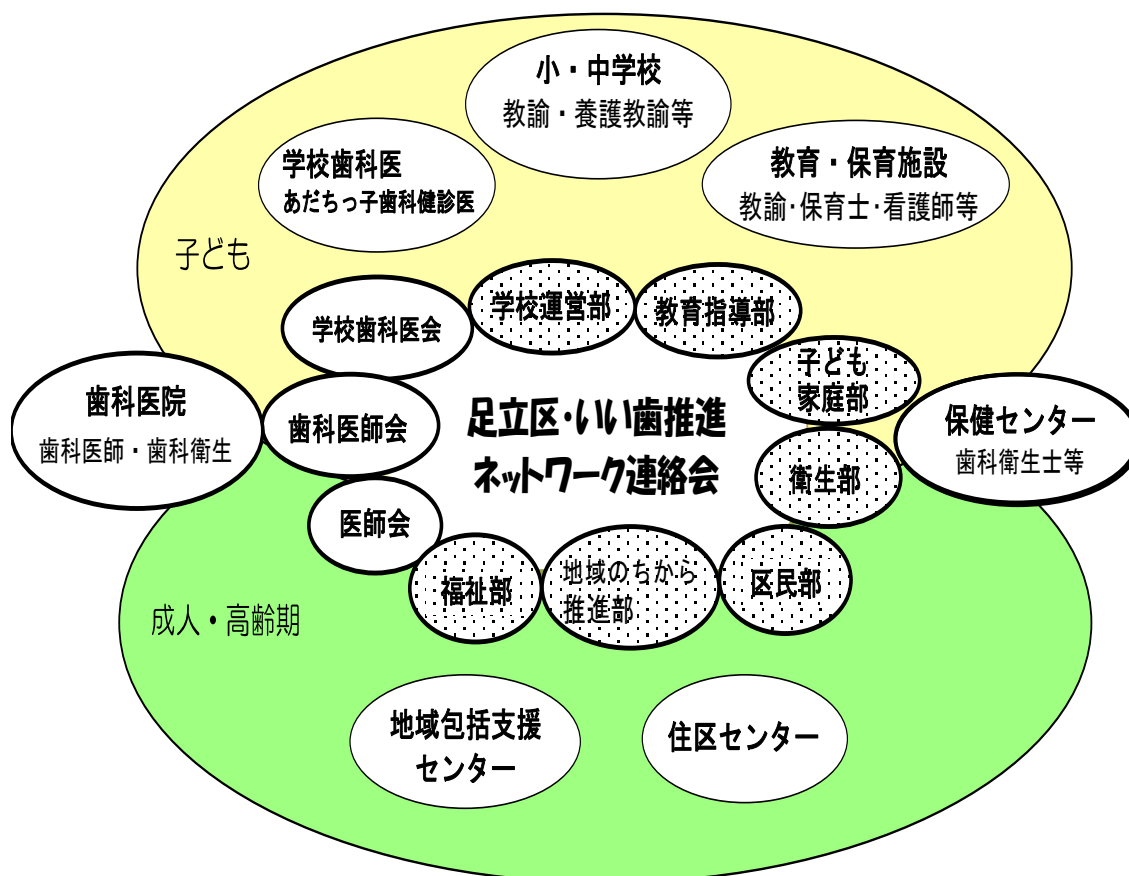 小・中学校
教諭・養護教諭等
学校歯科医
あだちっ子歯科健診医
教育・保育施設
教諭・保育士・看護師等
子ども
学校歯科医会
学校運営部
教育指導部
子ども
家庭部
歯科医院
歯科医師・歯科衛生
歯科医師会
足立区・いい歯推進
ネットワーク連絡会
保健センター
歯科衛生士等
衛生部
医師会
福祉部
地域のちから
推進部
区民部
成人・高齢期
地域包括支援
センター
住区センター